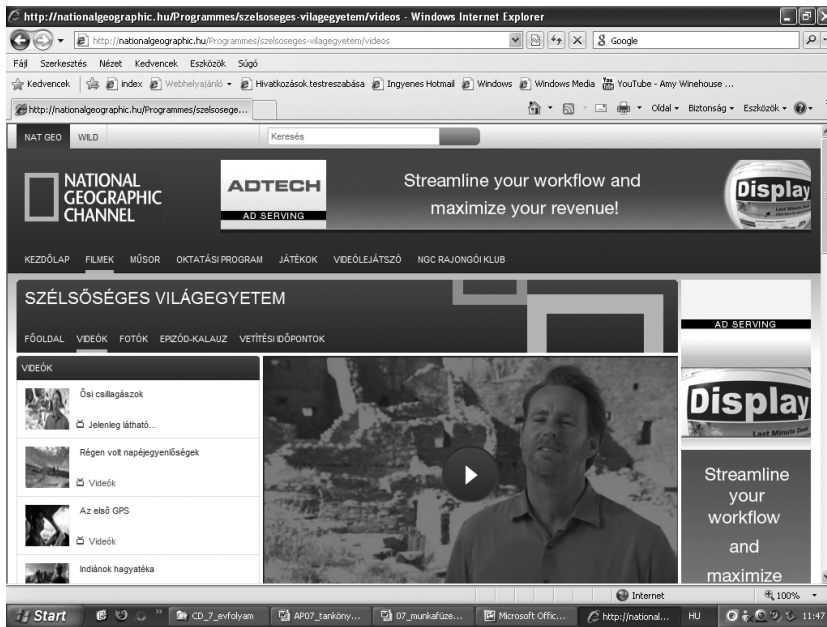 http://nationalgeographic.hu/Programmes/szelsoseges-vilagegyetem/videos - Windows Internet Explorer
http://nationalgeographic.hu/Programmes/szelsoseges-vilagegyetem/videos
Google
Fájl Szerkesztés Nézet Kedvencek Eszközök Súgó
Kedvencek index Webhelyajánló Hivatkozások testreszabása Ingyenes Hotmail Windows Windows Media YouTube - Amy Winehouse ...
http://nationalgeographic.hu/Programmes/szelsosege...
Oldal Biztonság Eszközök
NAT GEO WILD Keresés
NATIONAL
GEOGRAPHIC
CHANNEL
ADTECH
AD SERVING
Streamline your workflow and
maximize your revenue!
Display
Last Minute
KEZDŐLAP FILMEK MŰSOR OKTATÁSI PROGRAM JÁTÉKOK VIDEÓLEJÁTSZÓ NGC RAJONGÓI KLUB
SZÉLSŐSÉGES VILÁGEGYETEM
FŐOLDAL VIDEÓK FOTÓK EPIZÓD-KALAUZ VETÍTÉSI IDŐPONTOK
AD SERVING
VIDEÓK
Ősi csillagászok
Jelenleg látható...
Régen volt napéjegyenlőségek
Videók
Az első GPS
Videók
Indiánok hagyatéka
Display
Last Minute
Streamline
your
workflow
and
maximize
Internet 100%
Start CD_7_evfolyam AP07_tanköny... 07_munkafüze... Microsoft Offic... http://national... HU 11:47